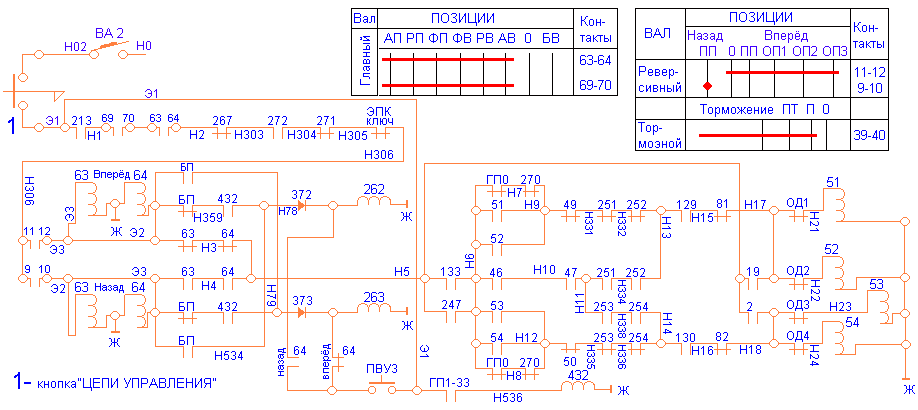 ВА 2
Н02
Н0
Э1
1
Э1
213
Н1
69
70
63
64
Н2
267
Н303
272
Н304
271
Н305
ЭПК
ключ
Н306
Вал
ПОЗИЦИИ
Кон-
такты
Главный
АП РП ФП ФВ РВ АВ 0 БВ
63-64
69-70
ВАЛ
ПОЗИЦИИ
Кон-
такты
Назад
Вперёд
ПП 0 ПП ОП1 ОП2 ОП3
Ревер-
сивный
11-12
9-10
Торможение ПТ П 0
Тор-
мозной
39-40
Н306
63 Вперёд 64
Э3
Ж
БП
БП
432
Н359
11 12
Э3
Э2
63
Н3
64
Н78
372
262
Ж
9 10
Э2
Э3
63
Н4
64
Н79
Н5
63 Назад 64
Ж
БП
432
БП
Н534
373
263
Ж
назад
64
вперёд
64
ПВУ3
Э1
ГП1-33
Н536
432
Ж
133
247
Н6
ГП0
270
Н7
51
Н9
52
46
Н10
47
Н11
53
54
Н12
ГП0
270
Н8
49
Н331
251
Н332
252
Н13
251
Н334
252
253
Н338
254
Н14
50
253
Н335
Н336
254
129
Н15
81
Н17
130
Н16
82
Н18
19
2
ОД1
Н21
51
ОД2
Н22
52
ОД3
Н23
53
ОД4
Н24
54
Ж
1- кнопка"ЦЕПИ УПРАВЛЕНИЯ"